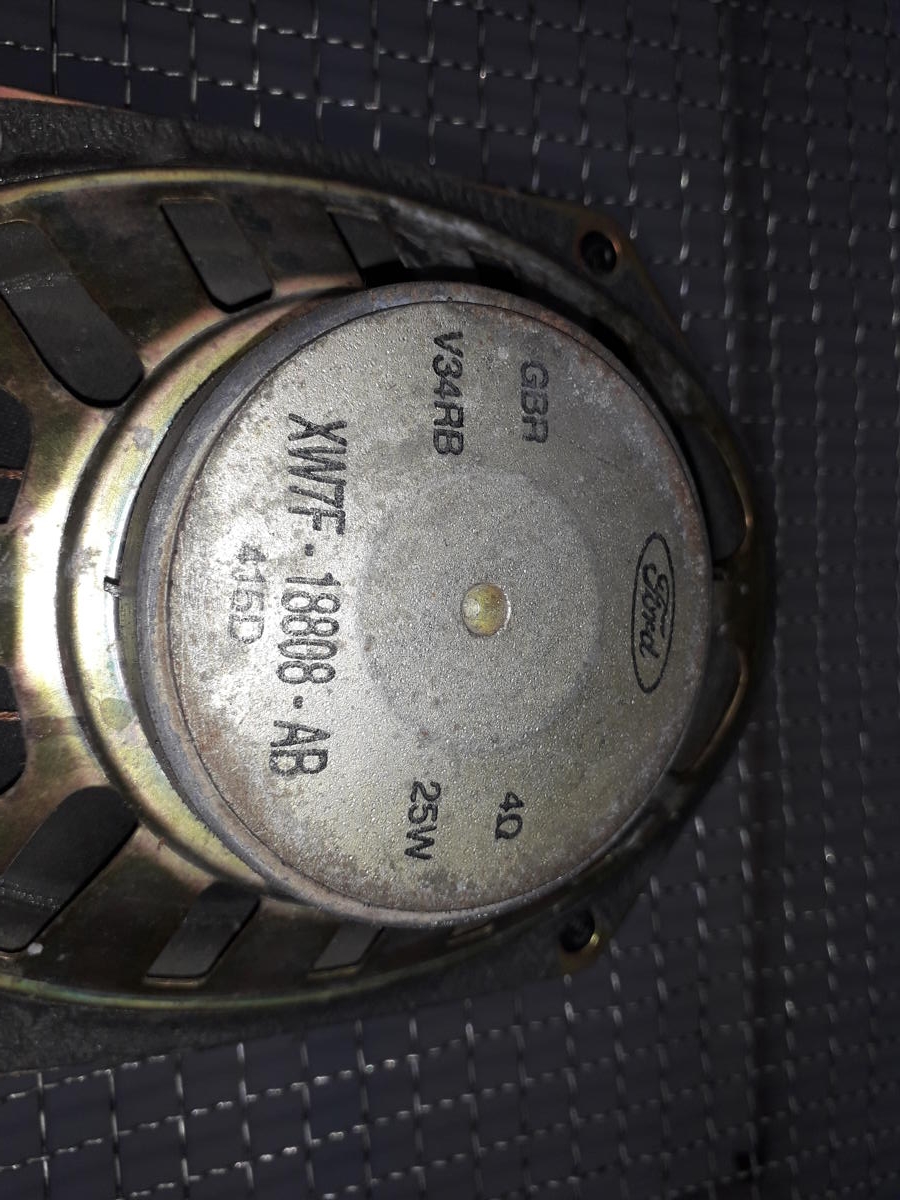 Ford
GBR 4Ω
V34RB 25W
XW7F-18808-AB
415D